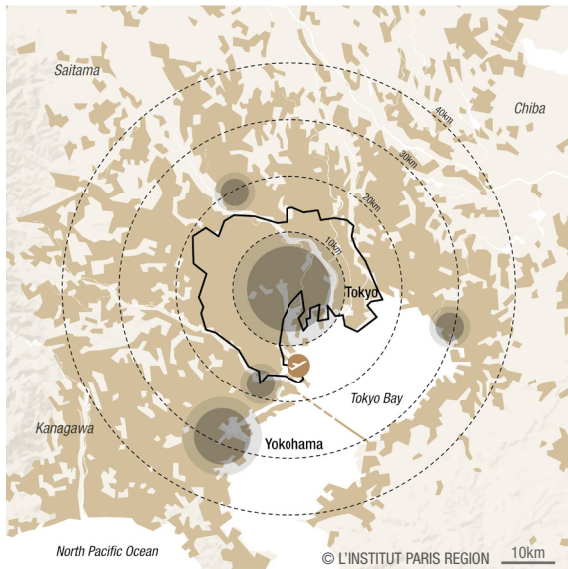 Saitama
40km
Chiba
30km
20km
10km
Tokyo
Tokyo Bay
Kanagawa
Yokohama
North Pacific Ocean
© L'INSTITUT PARIS REGION 10km